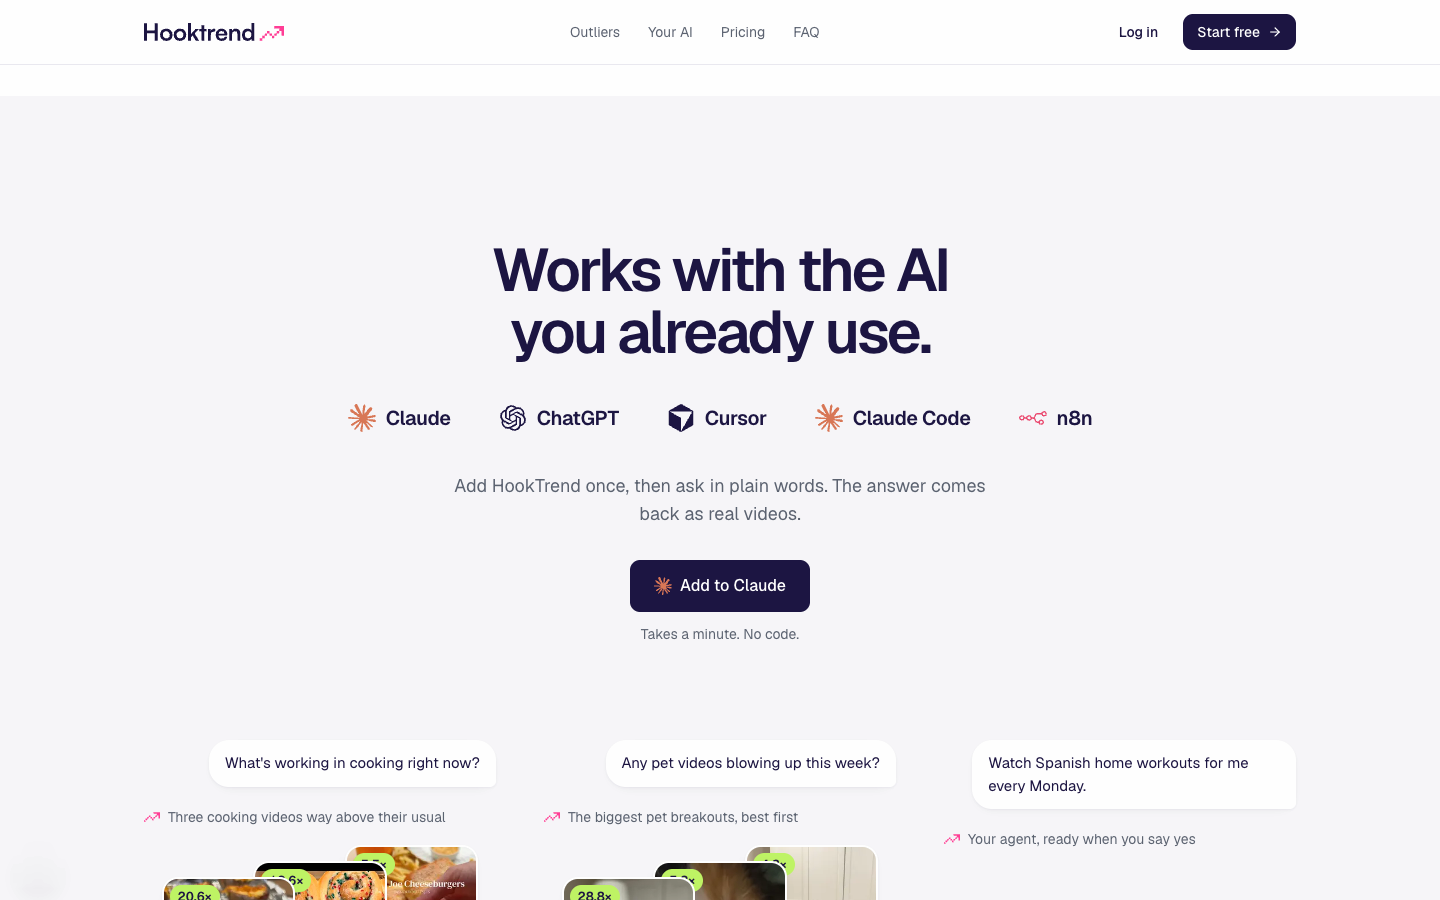 Hooktrend
Outliers
Your AI
Pricing
FAQ
Log in
Start free
Works with the AI
you already use.
Claude
ChatGPT
Cursor
Claude Code
n8n
Add HookTrend once, then ask in plain words. The answer comes
back as real videos.
Add to Claude
Takes a minute. No code.
What's working in cooking right now?
Three cooking videos way above their usual
Joe Cheeseburgers
20.6×
Any pet videos blowing up this week?
The biggest pet breakouts, best first
28.8×
Watch Spanish home workouts for me
every Monday.
Your agent, ready when you say yes